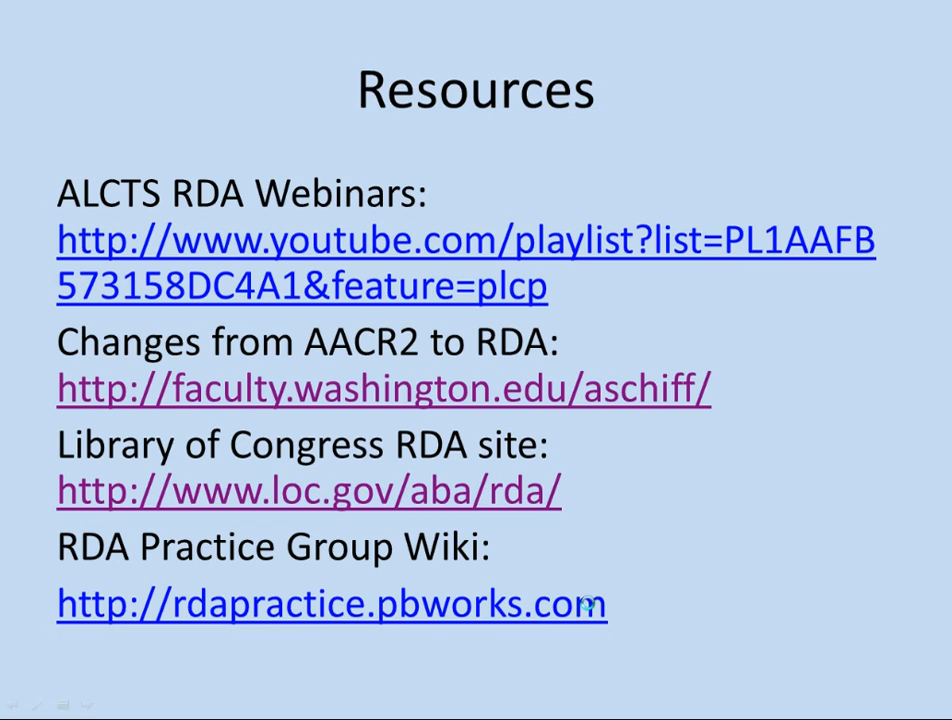 Resources
ALCTS RDA Webinars:
http://www.youtube.com/playlist?list=PL1AAFB
573158DC4A1&feature=plcp
Changes from AACR2 to RDA:
http://faculty.washington.edu/aschiff/
Library of Congress RDA site:
http://www.loc.gov/aba/rda/
RDA Practice Group Wiki:
http://rdapractice.pbworks.com